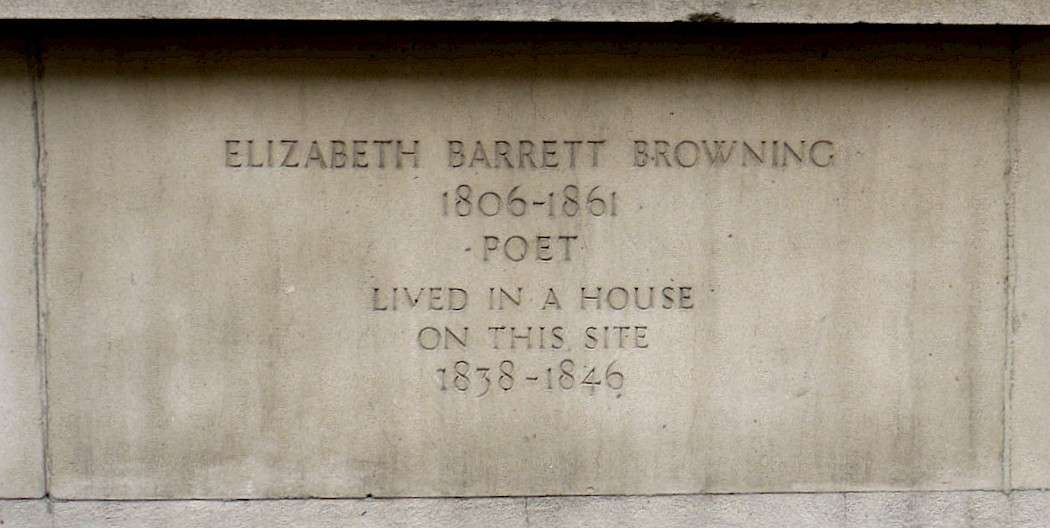 ELIZABETH BARRETT BROWNING
1806-1861
POET
LIVED IN A HOUSE
ON THIS SITE
1838-1846